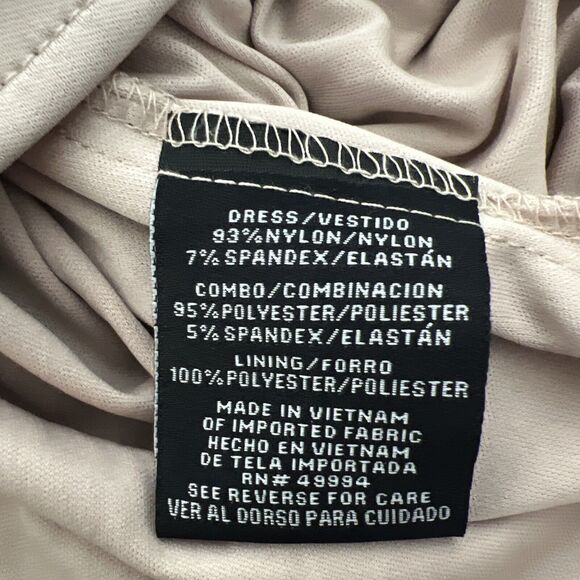 DRESS/VESTIDO
93%NYLON/NYLON
7%SPANDEX/ELASTÁN
COMBO/COMBINACION
95%POLYESTER/POLIESTER
5%SPANDEX/ELASTÁN
LINING/FORRO
100%POLYESTER/POLIESTER
MADE IN VIETNAM
OF IMPORTED FABRIC
HECHO EN VIETNAM
DE TELA IMPORTADA
RN# 49994
SEE REVERSE FOR CARE
VER AL DORSO PARA CUIDADO